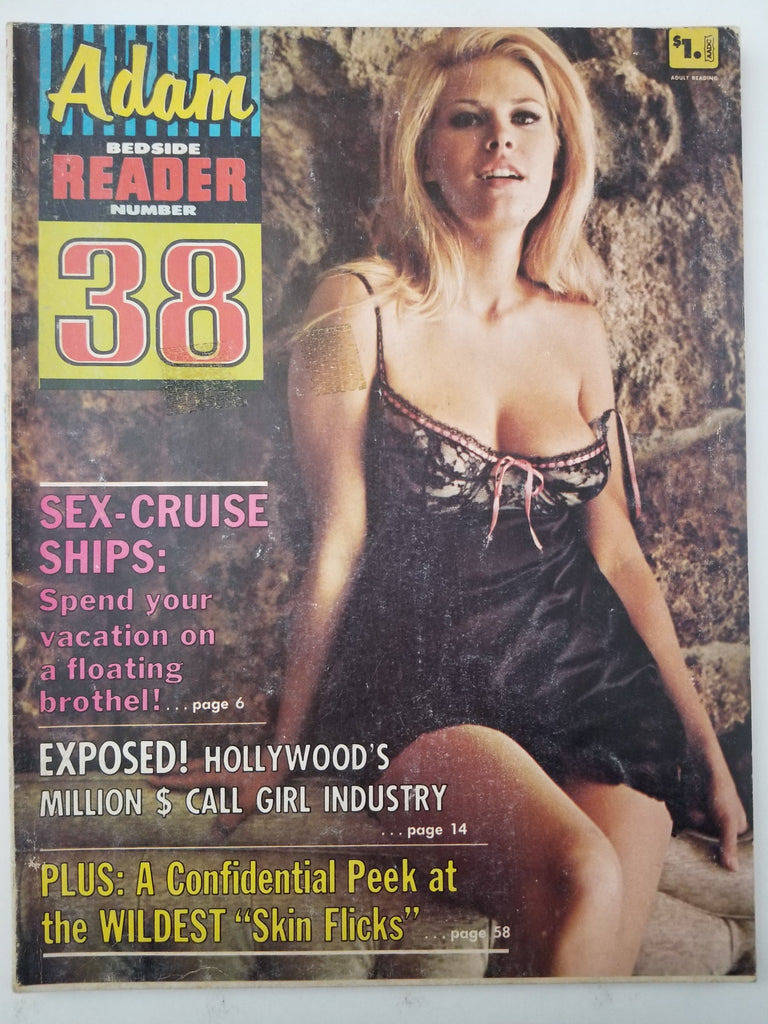 Adam
BEDSIDE
READER
NUMBER
38
$1.
AADC
ADULT READING
SEX-CRUISE
SHIPS:
Spend your
vacation on
a floating
brothel! ... page 6
EXPOSED! HOLLYWOOD'S
MILLION $ CALL GIRL INDUSTRY
... page 14
PLUS: A Confidential Peek at
the WILDEST “Skin Flicks” ... page 58